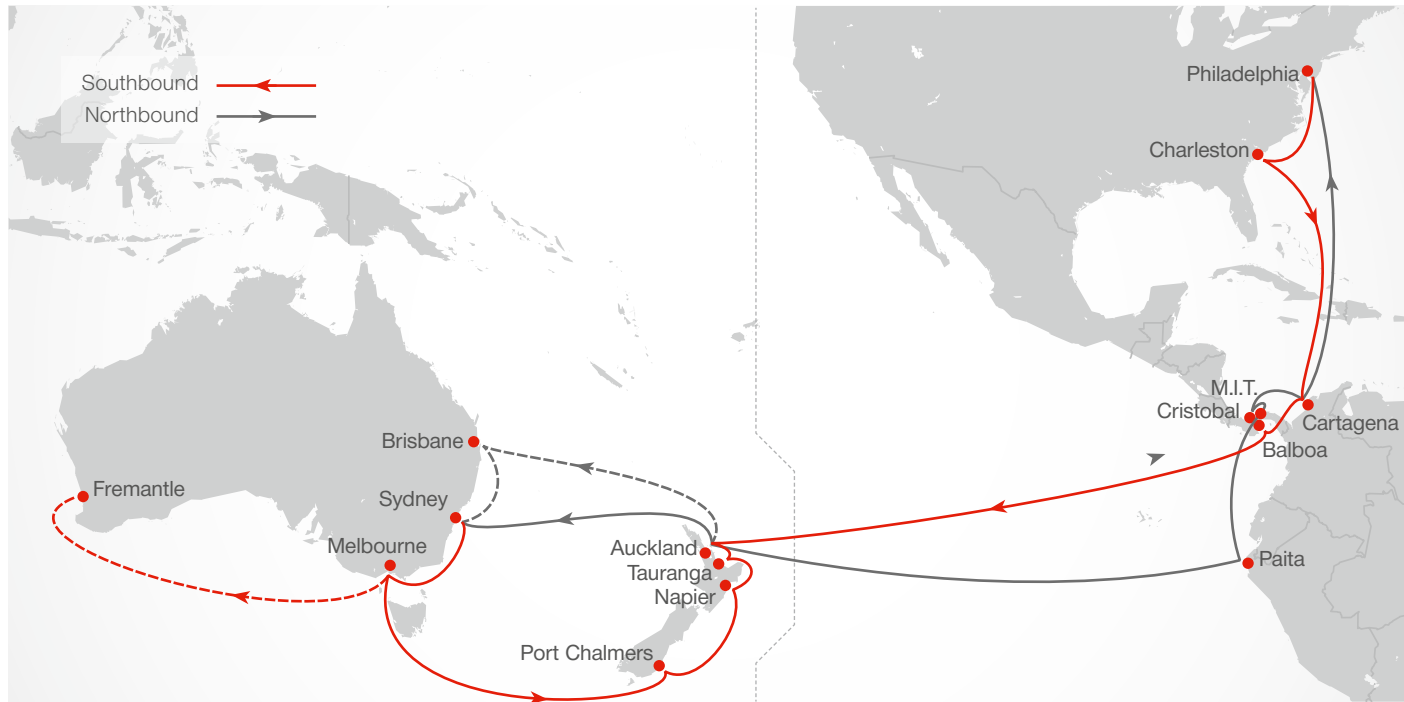 Southbound
Northbound
Philadelphia
Charleston
M.I.T.
Cristobal
Cartagena
Balboa
Brisbane
Fremantle
Sydney
Melbourne
Auckland
Tauranga
Paita
Napier
Port Chalmers